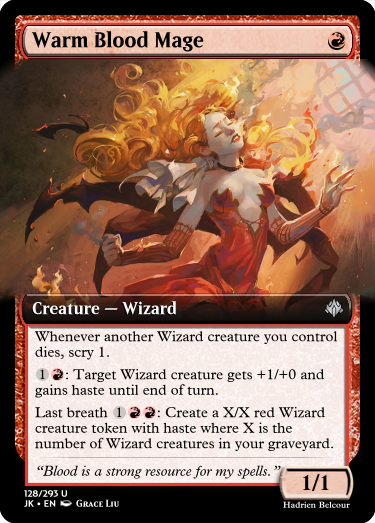 Warm Blood Mage
Creature — Wizard
Whenever another Wizard creature you control
dies, scry 1.
1: Target Wizard creature gets +1/+0 and
gains haste until end of turn.
Last breath 1: Create a X/X red Wizard
creature token with haste where X is the
number of Wizard creatures in your graveyard.
“Blood is a strong resource for my spells.”
1/1
128/293 U
JK • EN Grace Liu
Hadrien Belcour